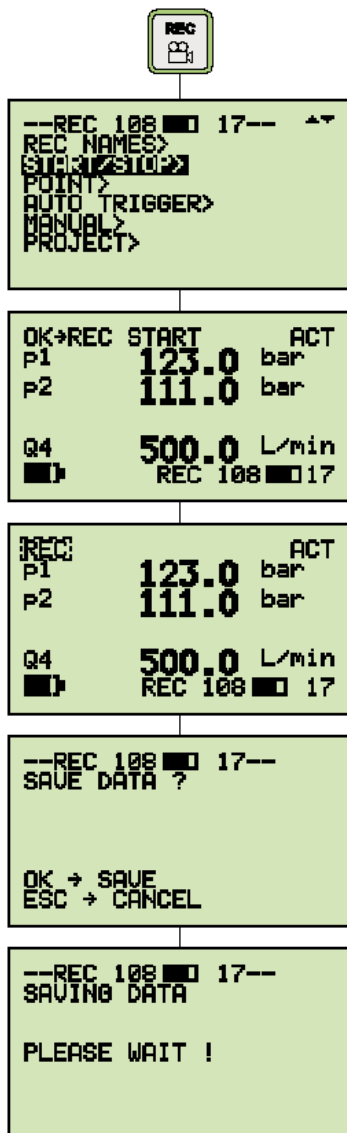 REC
--REC 108 17--
REC NAMES>
START/STOP>
POINT>
AUTO TRIGGER>
MANUAL>
PROJECT>
OK→REC START ACT
p1 123.0 bar
p2 111.0 bar
Q4 500.0 L/min
REC 108 17
REC ACT
p1 123.0 bar
p2 111.0 bar
Q4 500.0 L/min
REC 108 17
--REC 108 17--
SAVE DATA ?
OK → SAVE
ESC → CANCEL
--REC 108 17--
SAVING DATA
PLEASE WAIT !